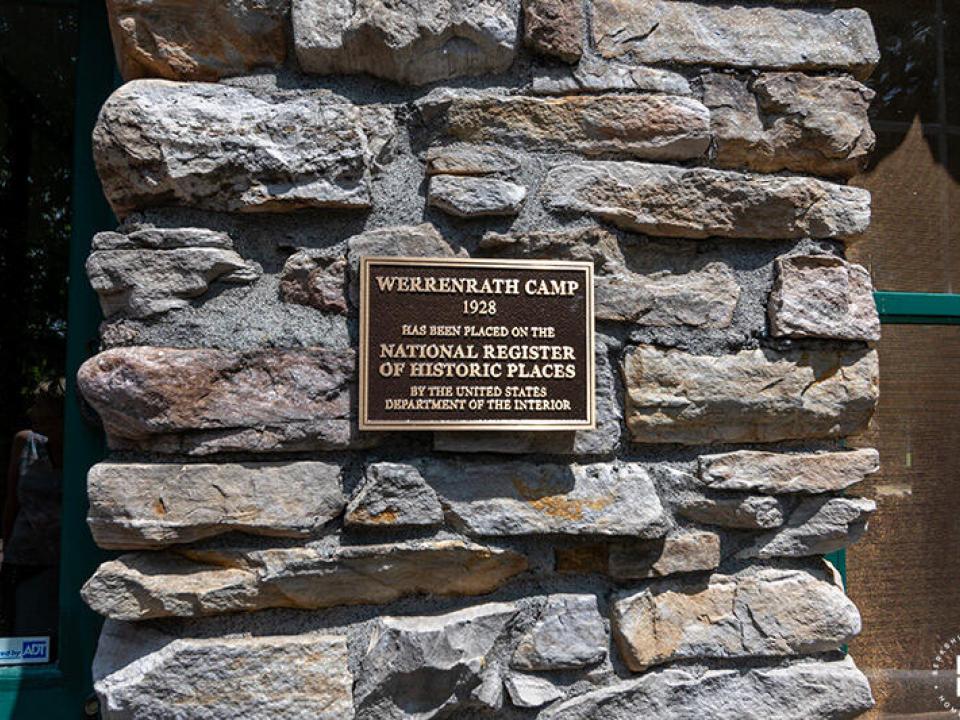 WERRENRATH CAMP
1928
HAS BEEN PLACED ON THE
NATIONAL REGISTER
OF HISTORIC PLACES
BY THE UNITED STATES
DEPARTMENT OF THE INTERIOR
by ADT